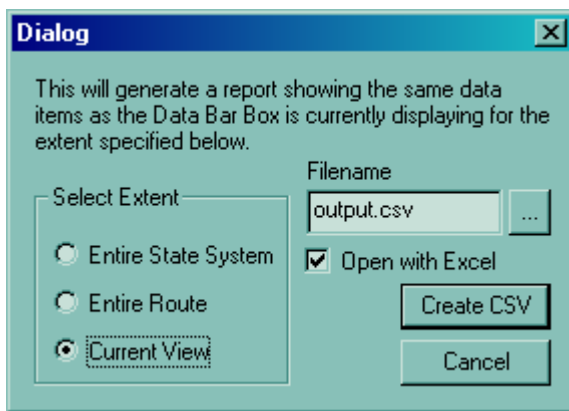 Dialog
This will generate a report showing the same data
items as the Data Bar Box is currently displaying for the
extent specified below.
Select Extent
Entire State System
Entire Route
Current View
Filename
output.csv
...
Open with Excel
Create CSV
Cancel